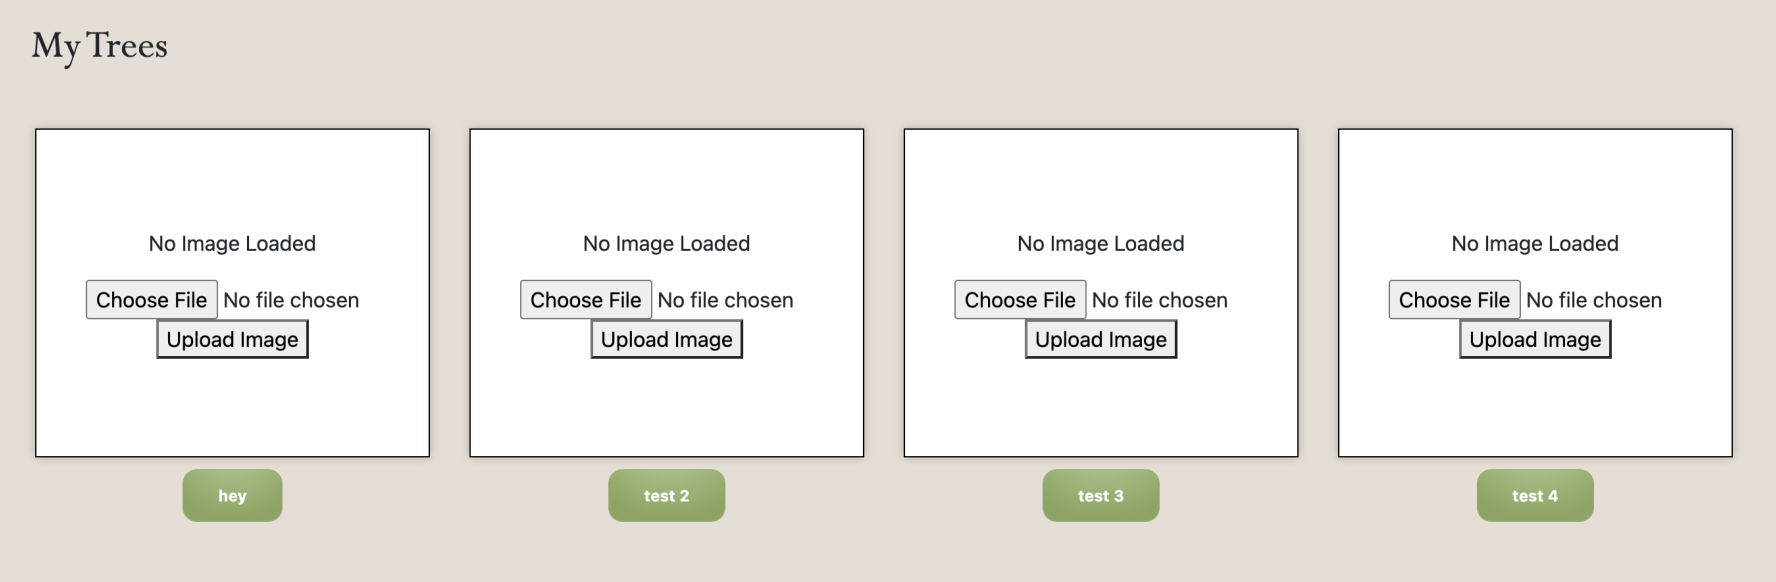 My Trees
No Image Loaded
Choose File No file chosen
Upload Image
hey
No Image Loaded
Choose File No file chosen
Upload Image
test 2
No Image Loaded
Choose File No file chosen
Upload Image
test 3
No Image Loaded
Choose File No file chosen
Upload Image
test 4